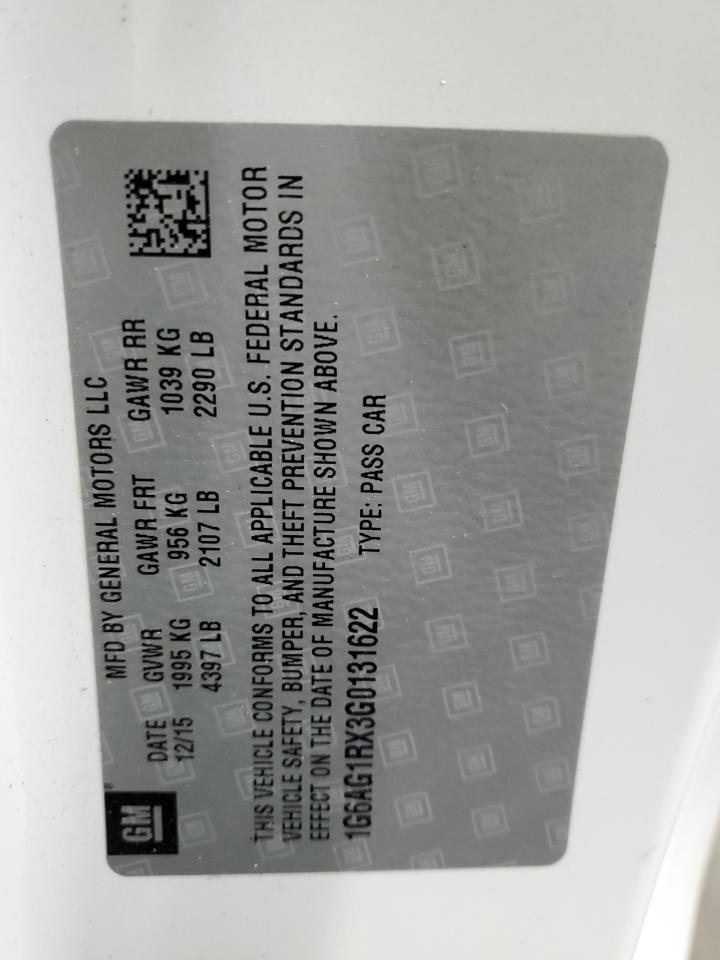 GM
MFD BY GENERAL MOTORS LLC
DATE GVWR GAWR FRT GAWR RR
12/15 1995 KG 956 KG 1039 KG
4397 LB 2107 LB 2290 LB
THIS VEHICLE CONFORMS TO ALL APPLICABLE U.S. FEDERAL MOTOR
VEHICLE SAFETY, BUMPER, AND THEFT PREVENTION STANDARDS IN
EFFECT ON THE DATE OF MANUFACTURE SHOWN ABOVE.
1G6AG1RX3G0131622 TYPE: PASS CAR